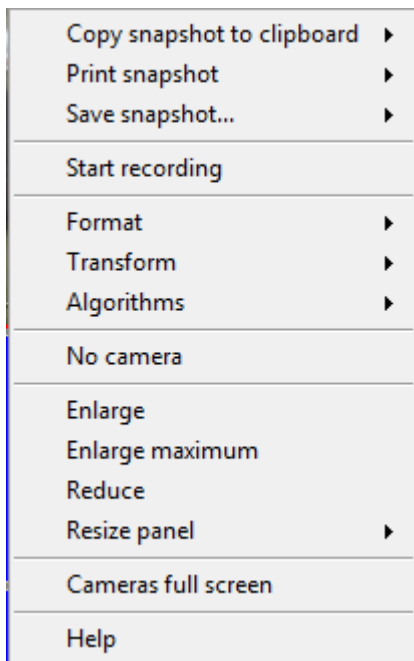 Copy snapshot to clipboard
Print snapshot
Save snapshot...
Start recording
Format
Transform
Algorithms
No camera
Enlarge
Enlarge maximum
Reduce
Resize panel
Cameras full screen
Help